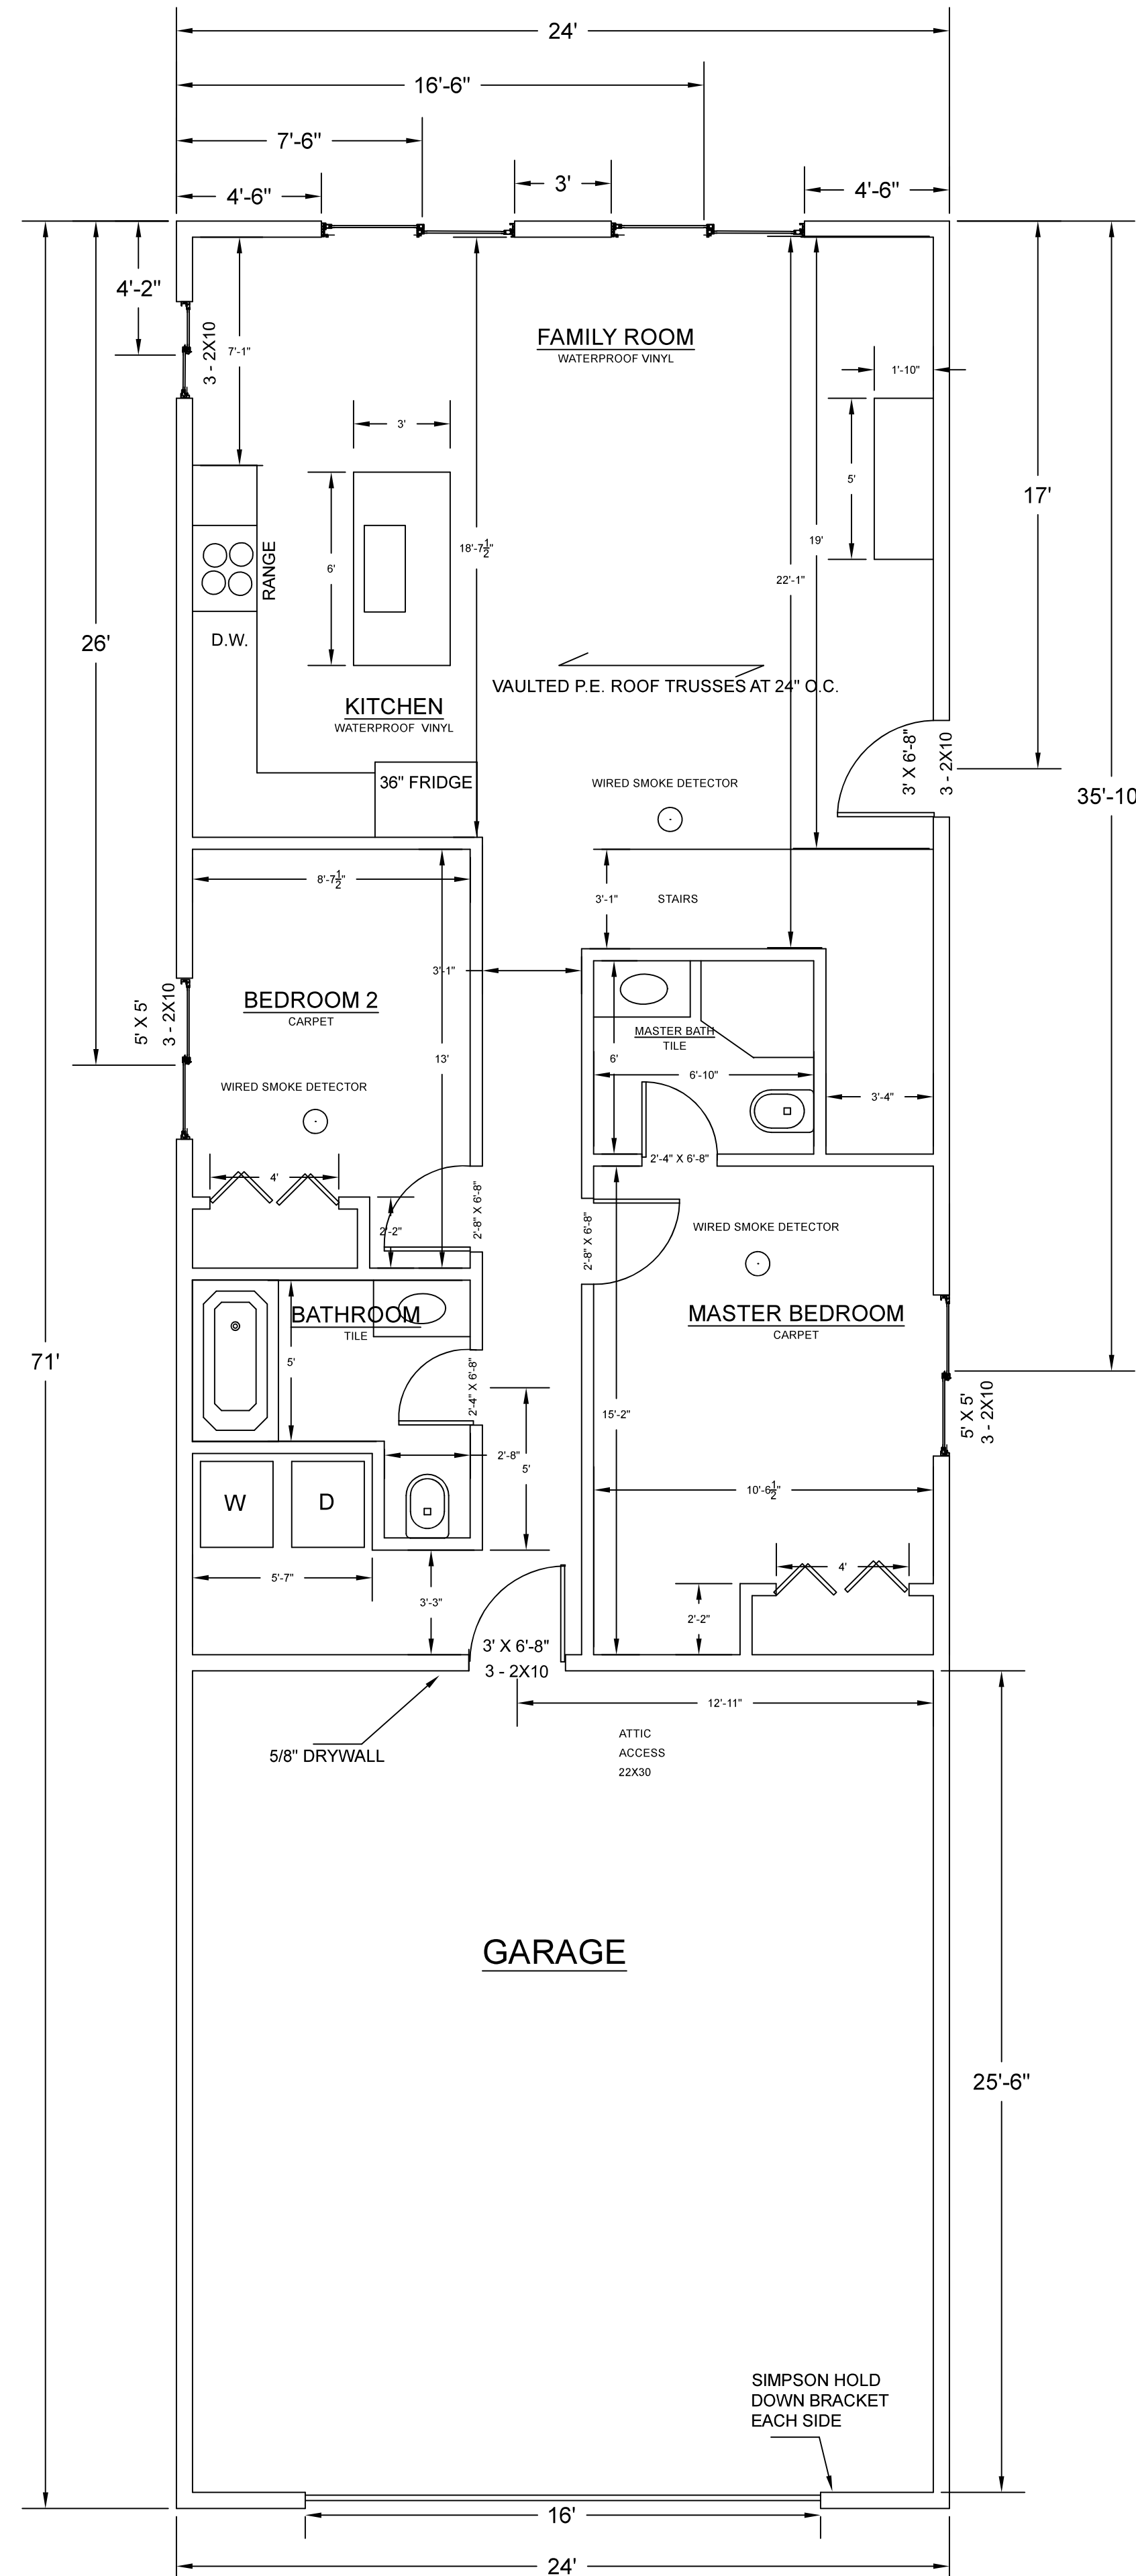 24'
16'-6"
7'-6"
4'-6"
3'
4'-6"
4'-2"
3 - 2X10
7'-1"
FAMILY ROOM
WATERPROOF VINYL
1'-10"
3'
5'
17'
6'
RANGE
18'-7 1/2"
19'
22'-1"
26'
D.W.
VAULTED P.E. ROOF TRUSSES AT 24" O.C.
KITCHEN
WATERPROOF VINYL
3' X 6'-8"
3 - 2X10
36" FRIDGE
WIRED SMOKE DETECTOR
35'-10
8'-7 1/2"
3'-1"
STAIRS
3'-1"
BEDROOM 2
CARPET
5' X 5'
3 - 2X10
MASTER BATH
TILE
13'
6'
6'-10"
WIRED SMOKE DETECTOR
3'-4"
2'-4" X 6'-8"
4'
2'-8" X 6'-8"
2'-2"
2'-8" X 6'-8"
WIRED SMOKE DETECTOR
BATHROOM
TILE
MASTER BEDROOM
CARPET
71'
5'
2'-4" X 6'-8"
15'-2"
5' X 5'
3 - 2X10
2'-8"
5'
10'-6 1/2"
W
D
5'-7"
4'
3'-3"
2'-2"
3' X 6'-8"
3 - 2X10
12'-11"
5/8" DRYWALL
ATTIC
ACCESS
22X30
GARAGE
25'-6"
SIMPSON HOLD
DOWN BRACKET
EACH SIDE
16'
24'